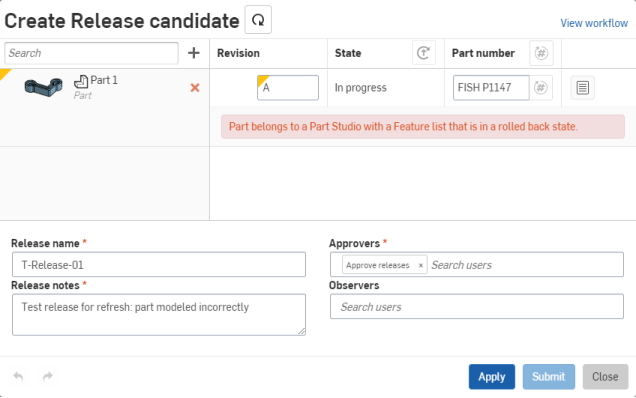 Create Release candidate
View workflow
Search
Revision
State
Part number
Part 1
Part
A
In progress
FISH P1147
Part belongs to a Part Studio with a Feature list that is in a rolled back state.
Release name *
T-Release-01
Release notes *
Test release for refresh: part modeled incorrectly
Approvers *
Approve releases × Search users
Observers
Search users
Apply
Submit
Close